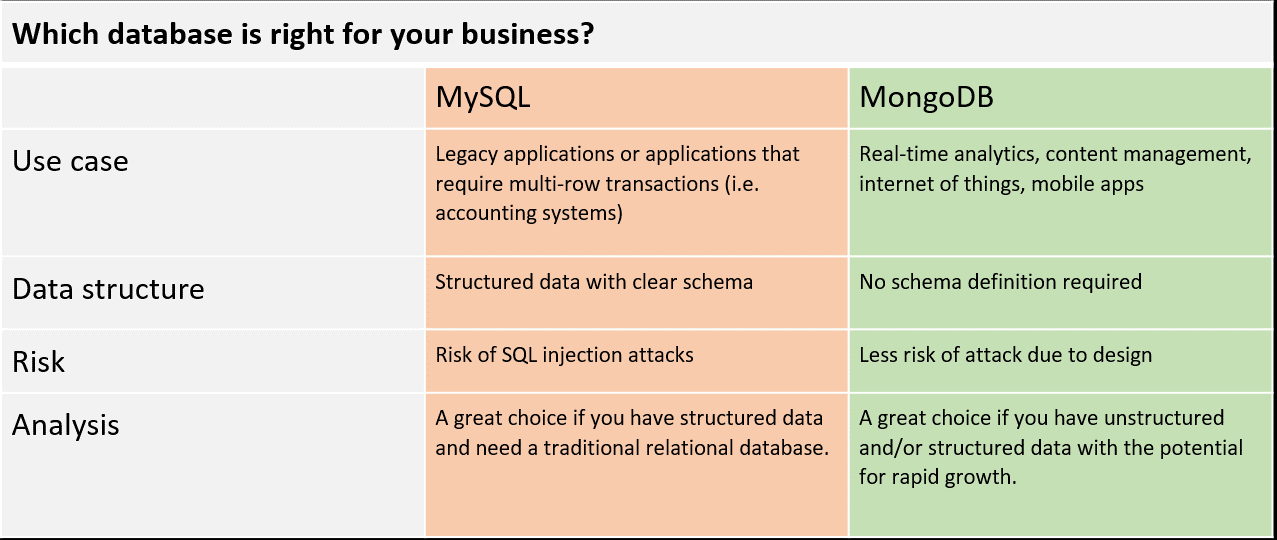 Which database is right for your business?
MySQL
MongoDB
Use case
Legacy applications or applications that
require multi-row transactions (i.e.
accounting systems)
Real-time analytics, content management,
internet of things, mobile apps
Data structure
Structured data with clear schema
No schema definition required
Risk
Risk of SQL injection attacks
Less risk of attack due to design
Analysis
A great choice if you have structured data
and need a traditional relational database.
A great choice if you have unstructured
and/or structured data with the potential
for rapid growth.